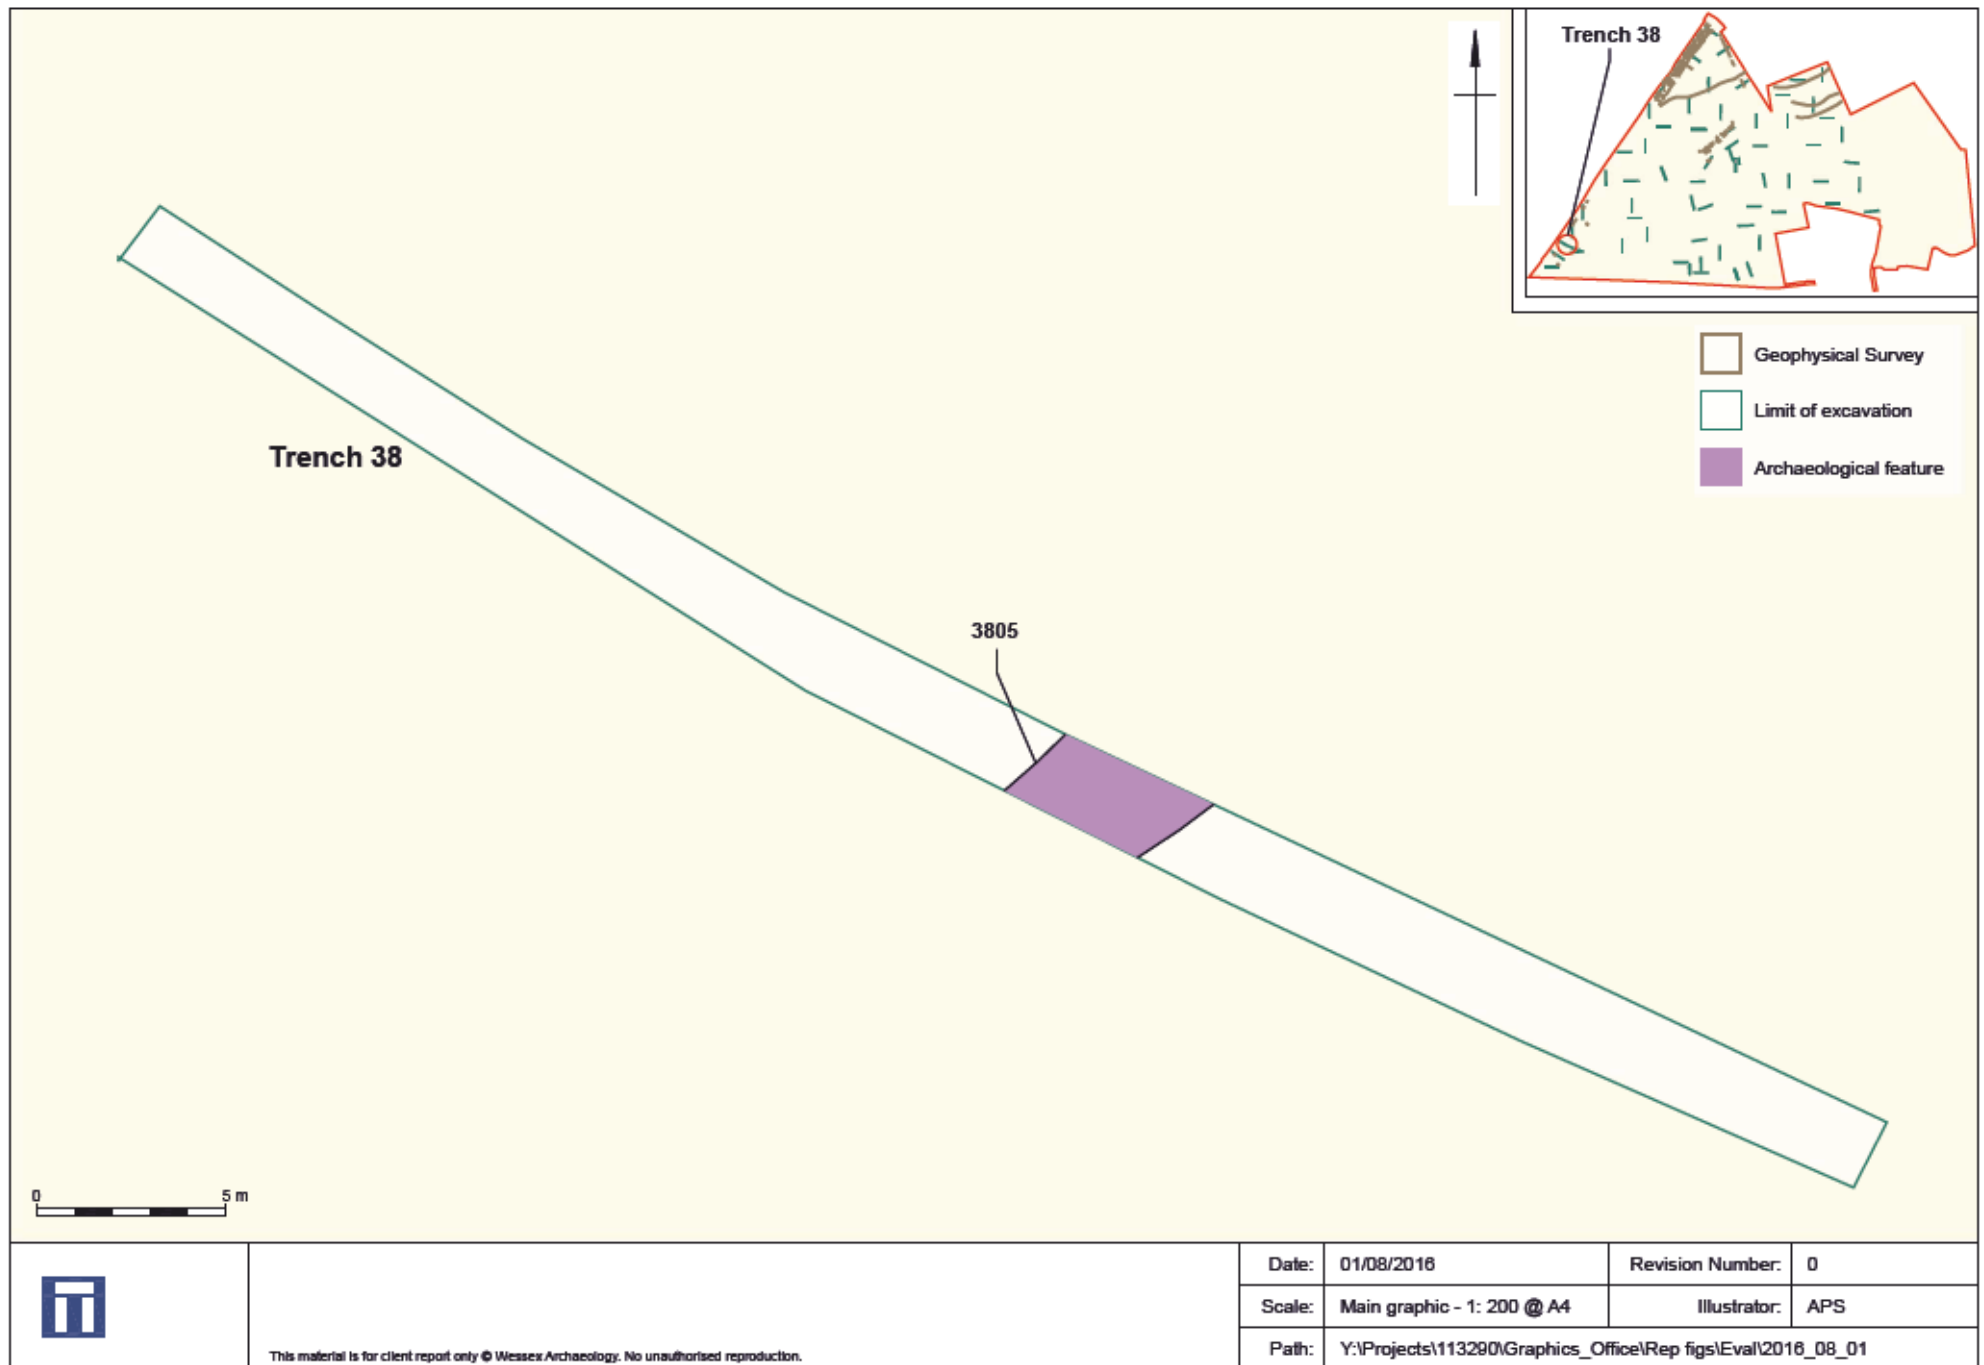 Trench 38
Geophysical Survey
Limit of excavation
Archaeological feature
Trench 38
3805
0 5 m
Date: 01/08/2016 Revision Number: 0
Scale: Main graphic - 1: 200 @ A4 Illustrator: APS
Path: Y:\Projects\113290\Graphics_Office\Rep figs\Eval\2016_08_01
This material is for client report only © Wessex Archaeology. No unauthorised reproduction.